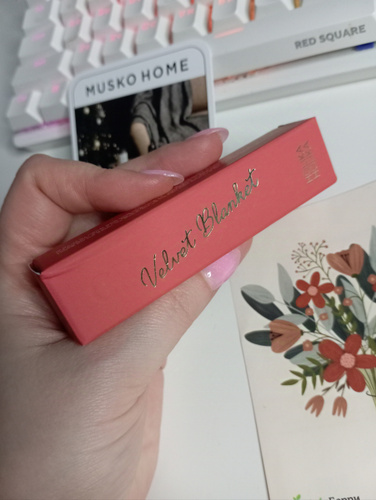 MUSKO HOME
RED SQUARE
Velvet Blanket